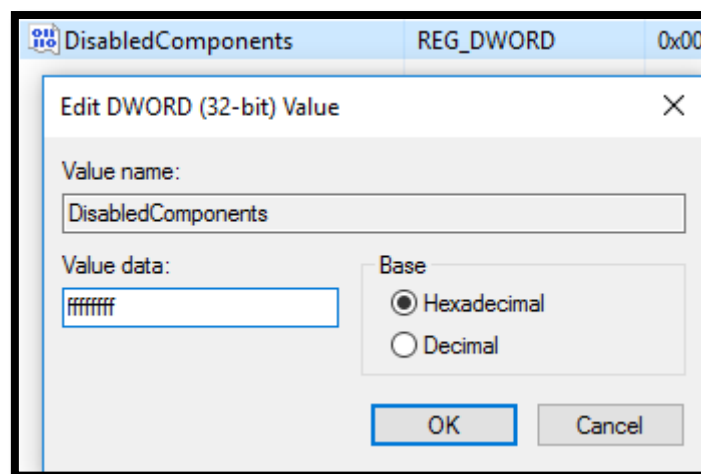 DisabledComponents REG_DWORD 0x00
Edit DWORD (32-bit) Value
Value name:
DisabledComponents
Value data:
ffffffff
Base
Hexadecimal
Decimal
OK Cancel